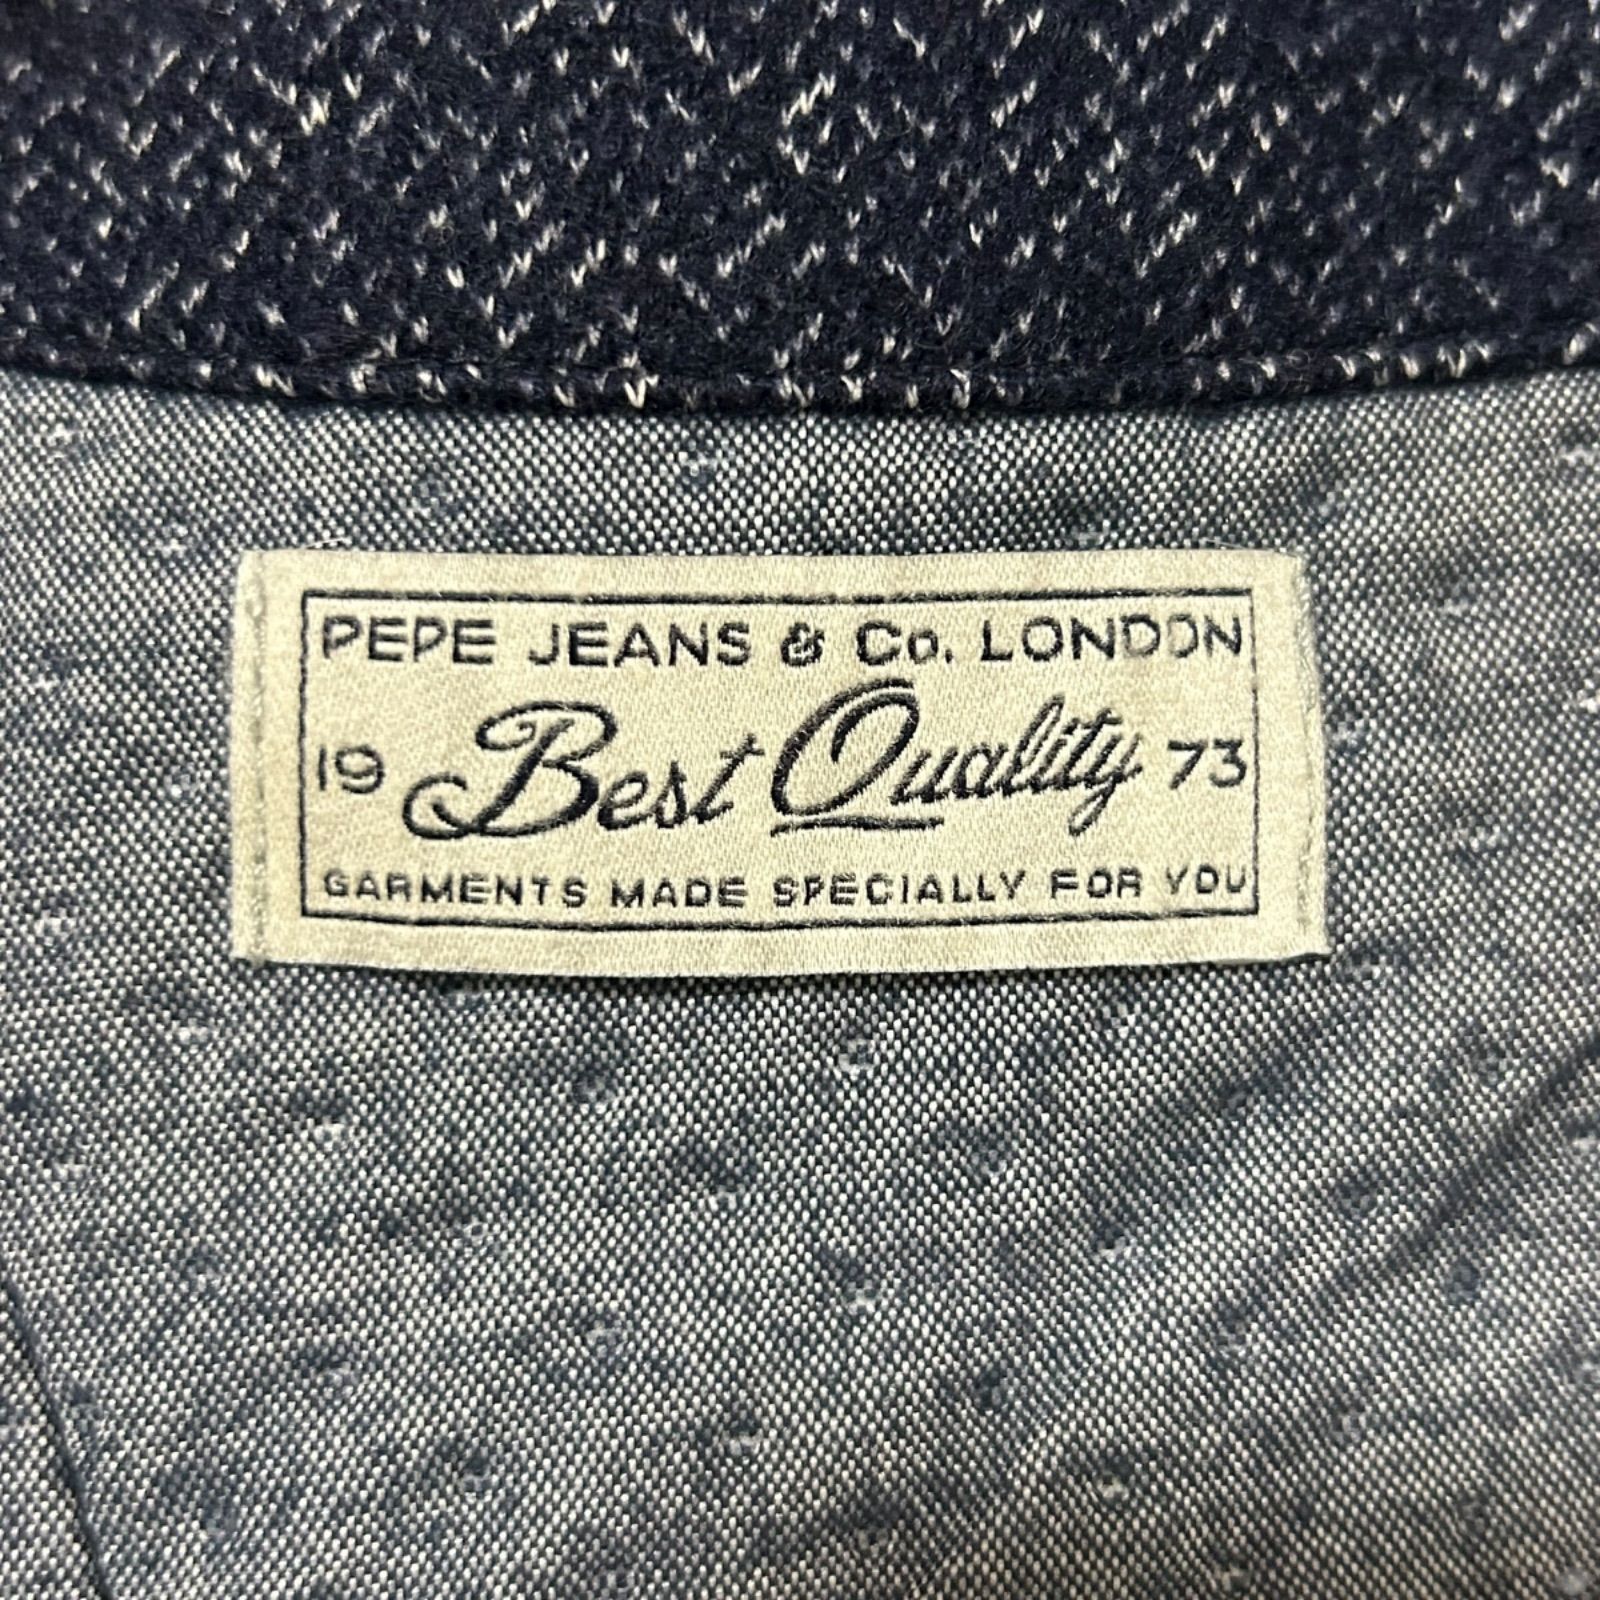 PEPE JEANS & Co. LONDON
19 Best Quality 73
GARMENTS MADE SPECIALLY FOR YOU